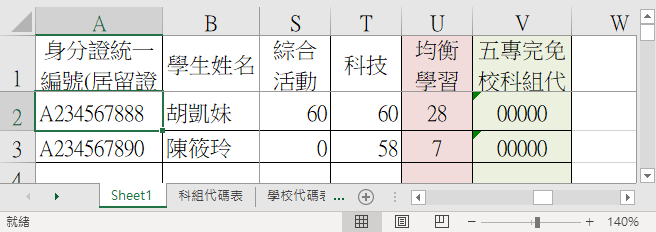 A B S T U V W
1 身分證統一 編號(居留證 學生姓名 綜合 活動 科技 均衡 學習 五專完免 校科組代
2 A234567888 胡凱妹 60 60 28 00000
3 A234567890 陳筱玲 0 58 7 00000
Sheet1 科組代碼表 學校代碼 ...
就緒 140%